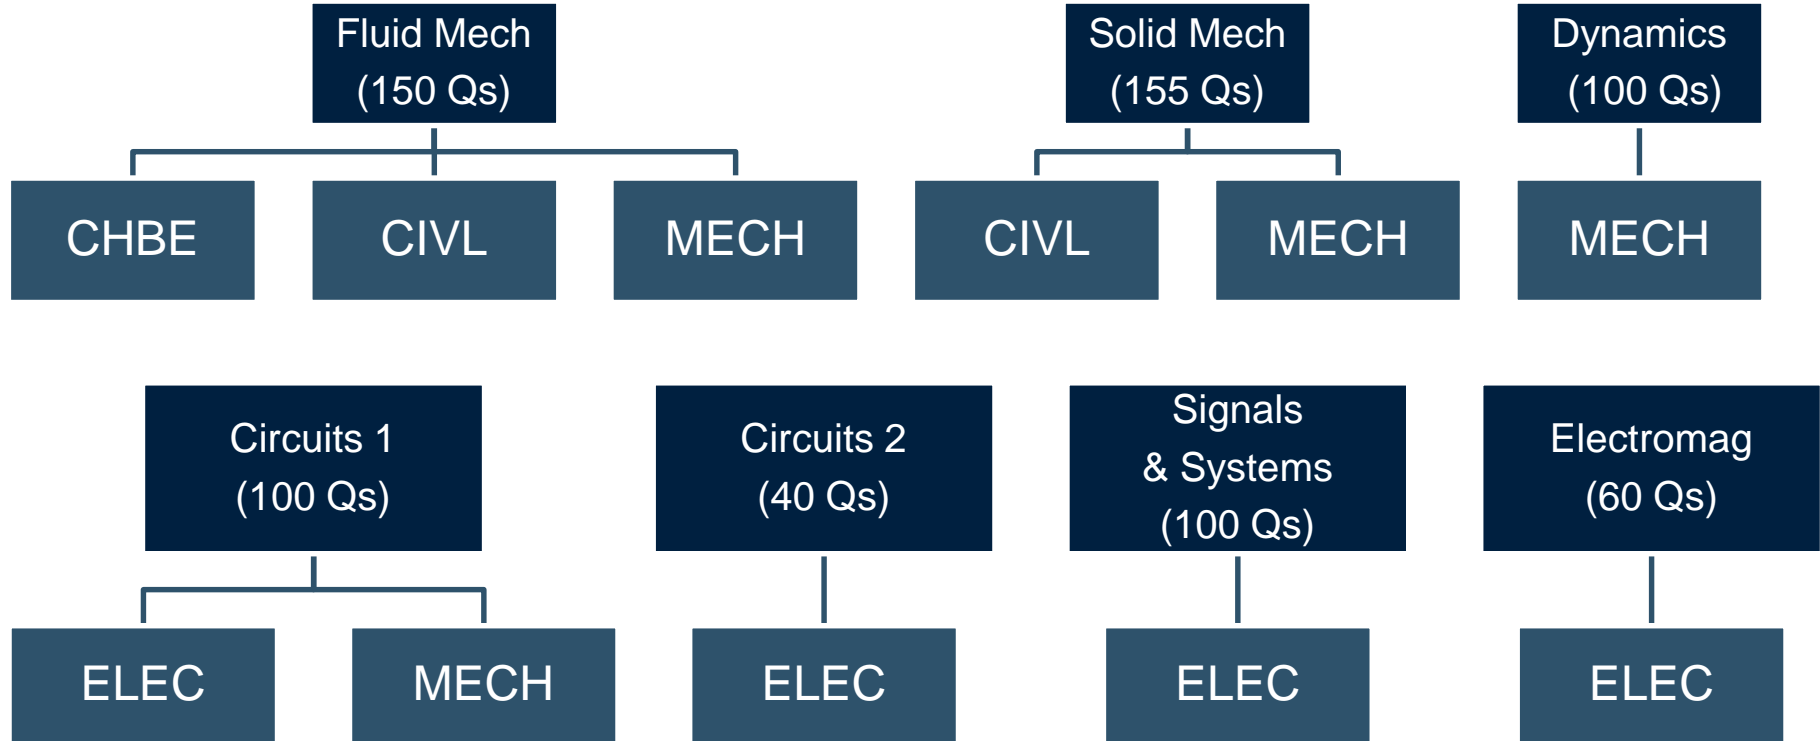 Fluid Mech
(150 Qs)
Solid Mech
(155 Qs)
Dynamics
(100 Qs)
CHBE
CIVL
MECH
CIVL
MECH
MECH
Circuits 1
(100 Qs)
Circuits 2
(40 Qs)
Signals
& Systems
(100 Qs)
Electromag
(60 Qs)
ELEC
MECH
ELEC
ELEC
ELEC